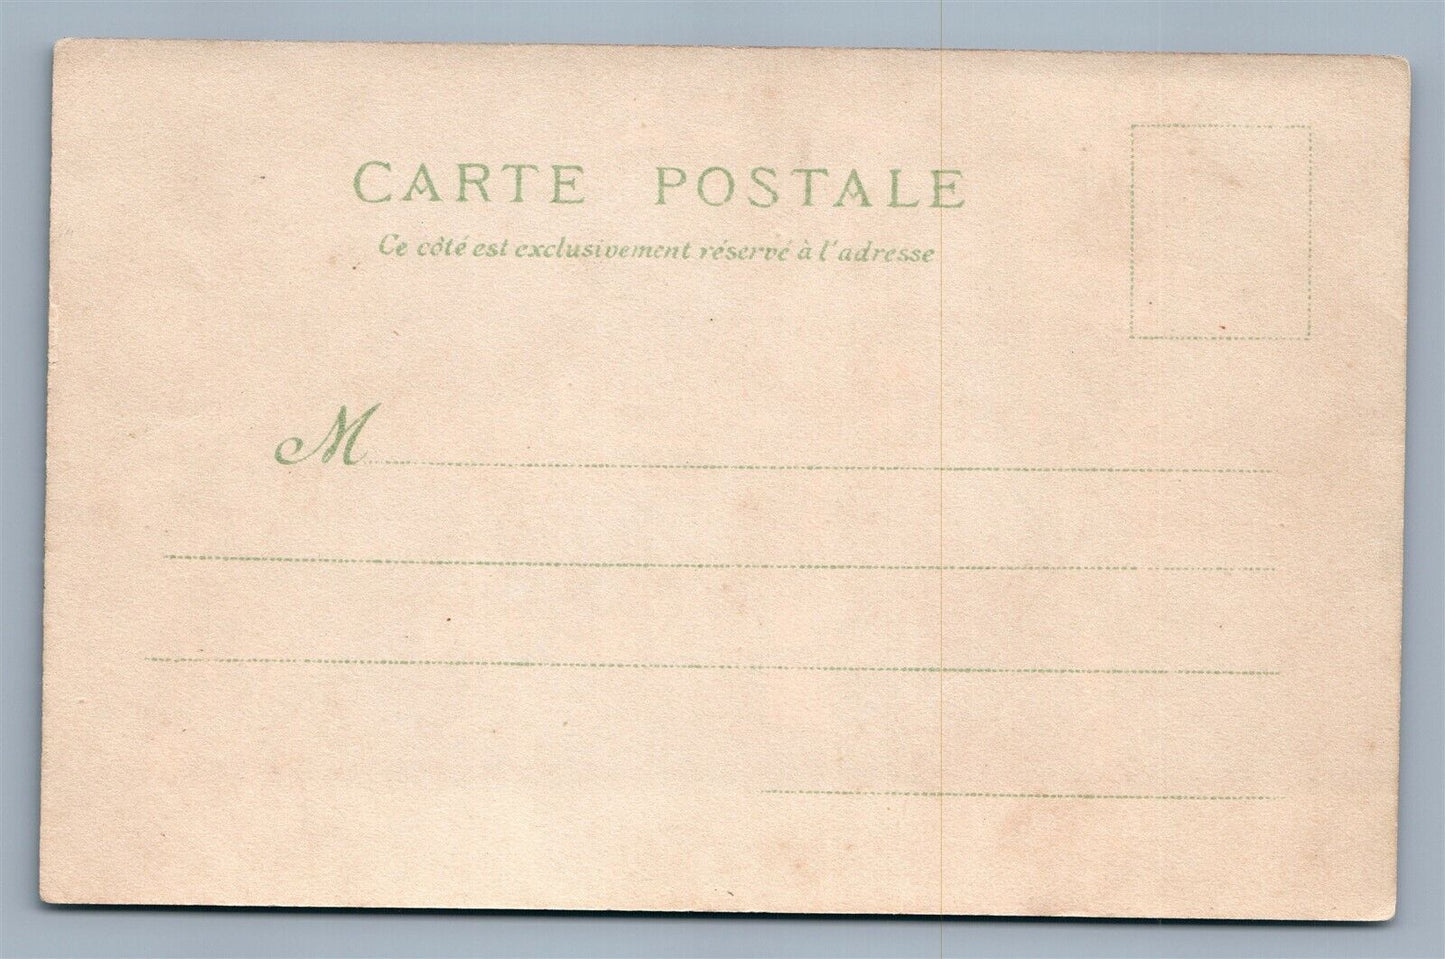 CARTE POSTALE
Ce côté est exclusivement réservé à l'adresse
M